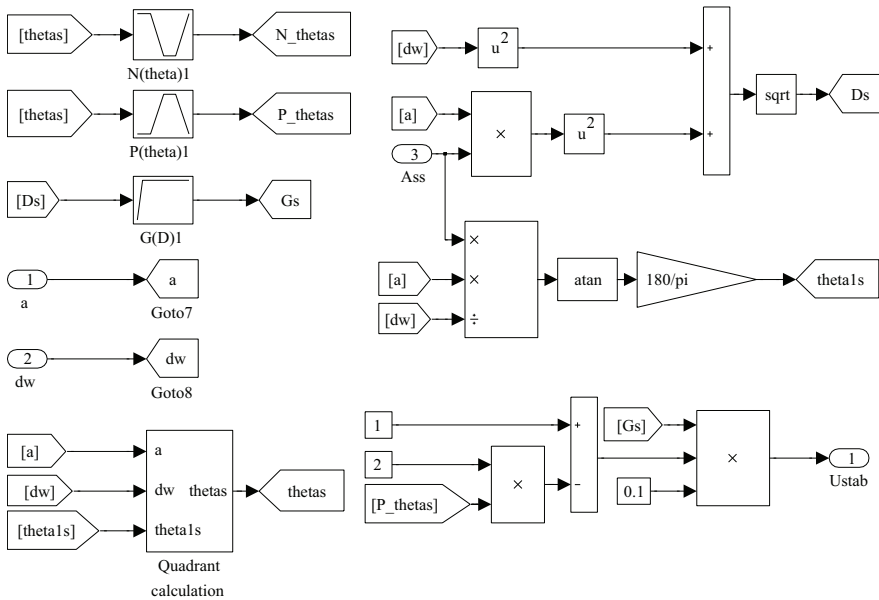 [thetas]
N(theta)1
N_thetas
[thetas]
P(theta)1
P_thetas
[Ds]
G(D)1
Gs
1
a
a
Goto7
2
dw
dw
Goto8
[a]
[dw]
[theta1s]
a
dw
theta1s
thetas
Quadrant
calculation
thetas
[dw]
u²
[a]
3
Ass
×
u²
+
+
sqrt
Ds
×
×
÷
[a]
[dw]
atan
180/pi
theta1s
1
2
[P_thetas]
×
+
−
[Gs]
0.1
×
1
Ustab